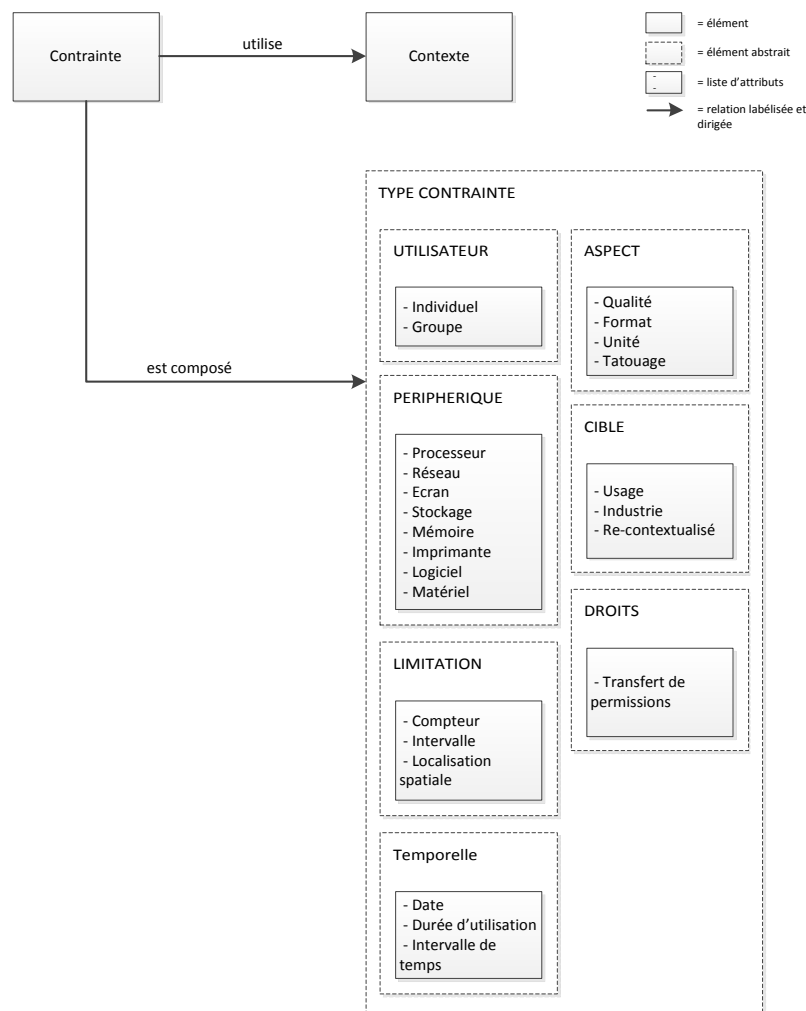 Contrainte
utilise
Contexte
= élément
= élément abstrait
-
-
= liste d'attributs
= relation labélisée et
dirigée
est composé
TYPE CONTRAINTE
UTILISATEUR
- Individuel
- Groupe
PERIPHERIQUE
- Processeur
- Réseau
- Ecran
- Stockage
- Mémoire
- Imprimante
- Logiciel
- Matériel
LIMITATION
- Compteur
- Intervalle
- Localisation
spatiale
Temporelle
- Date
- Durée d'utilisation
- Intervalle de
temps
ASPECT
- Qualité
- Format
- Unité
- Tatouage
CIBLE
- Usage
- Industrie
- Re-contextualisé
DROITS
- Transfert de
permissions